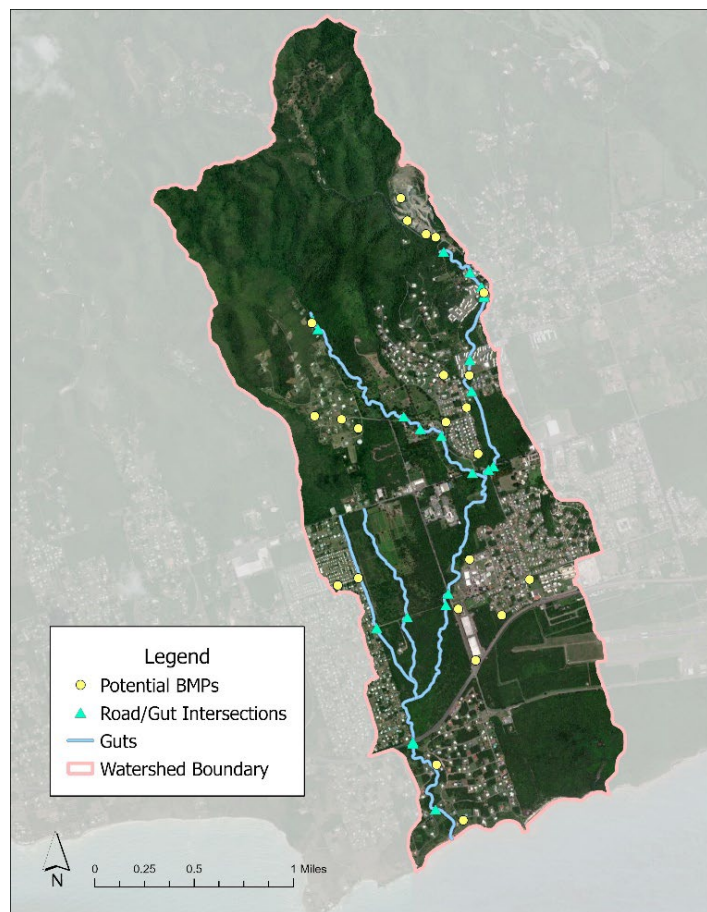 Legend
Potential BMPs
Road/Gut Intersections
Guts
Watershed Boundary
N
0 0.25 0.5 1 Miles